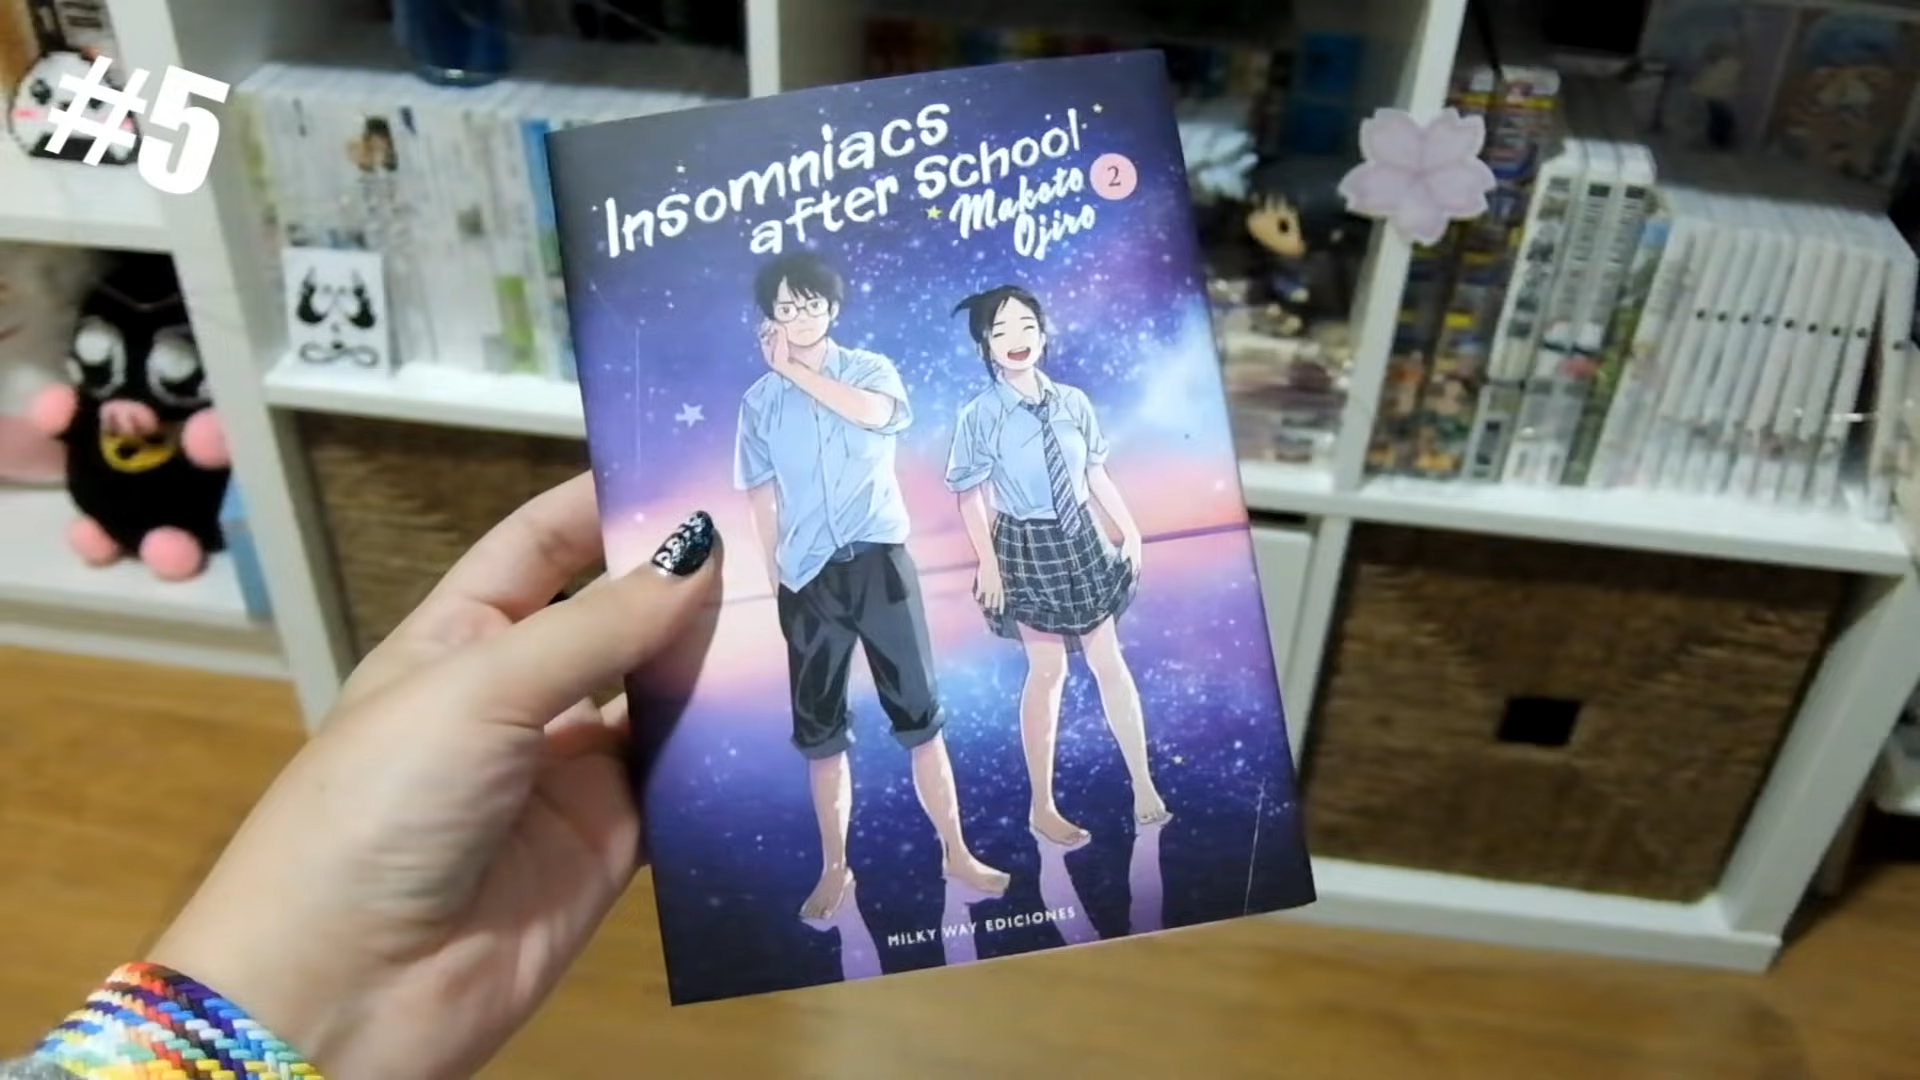 #5
Insomniacs
after School
Makoto
Ojiro
2
MILKY WAY EDICIONES